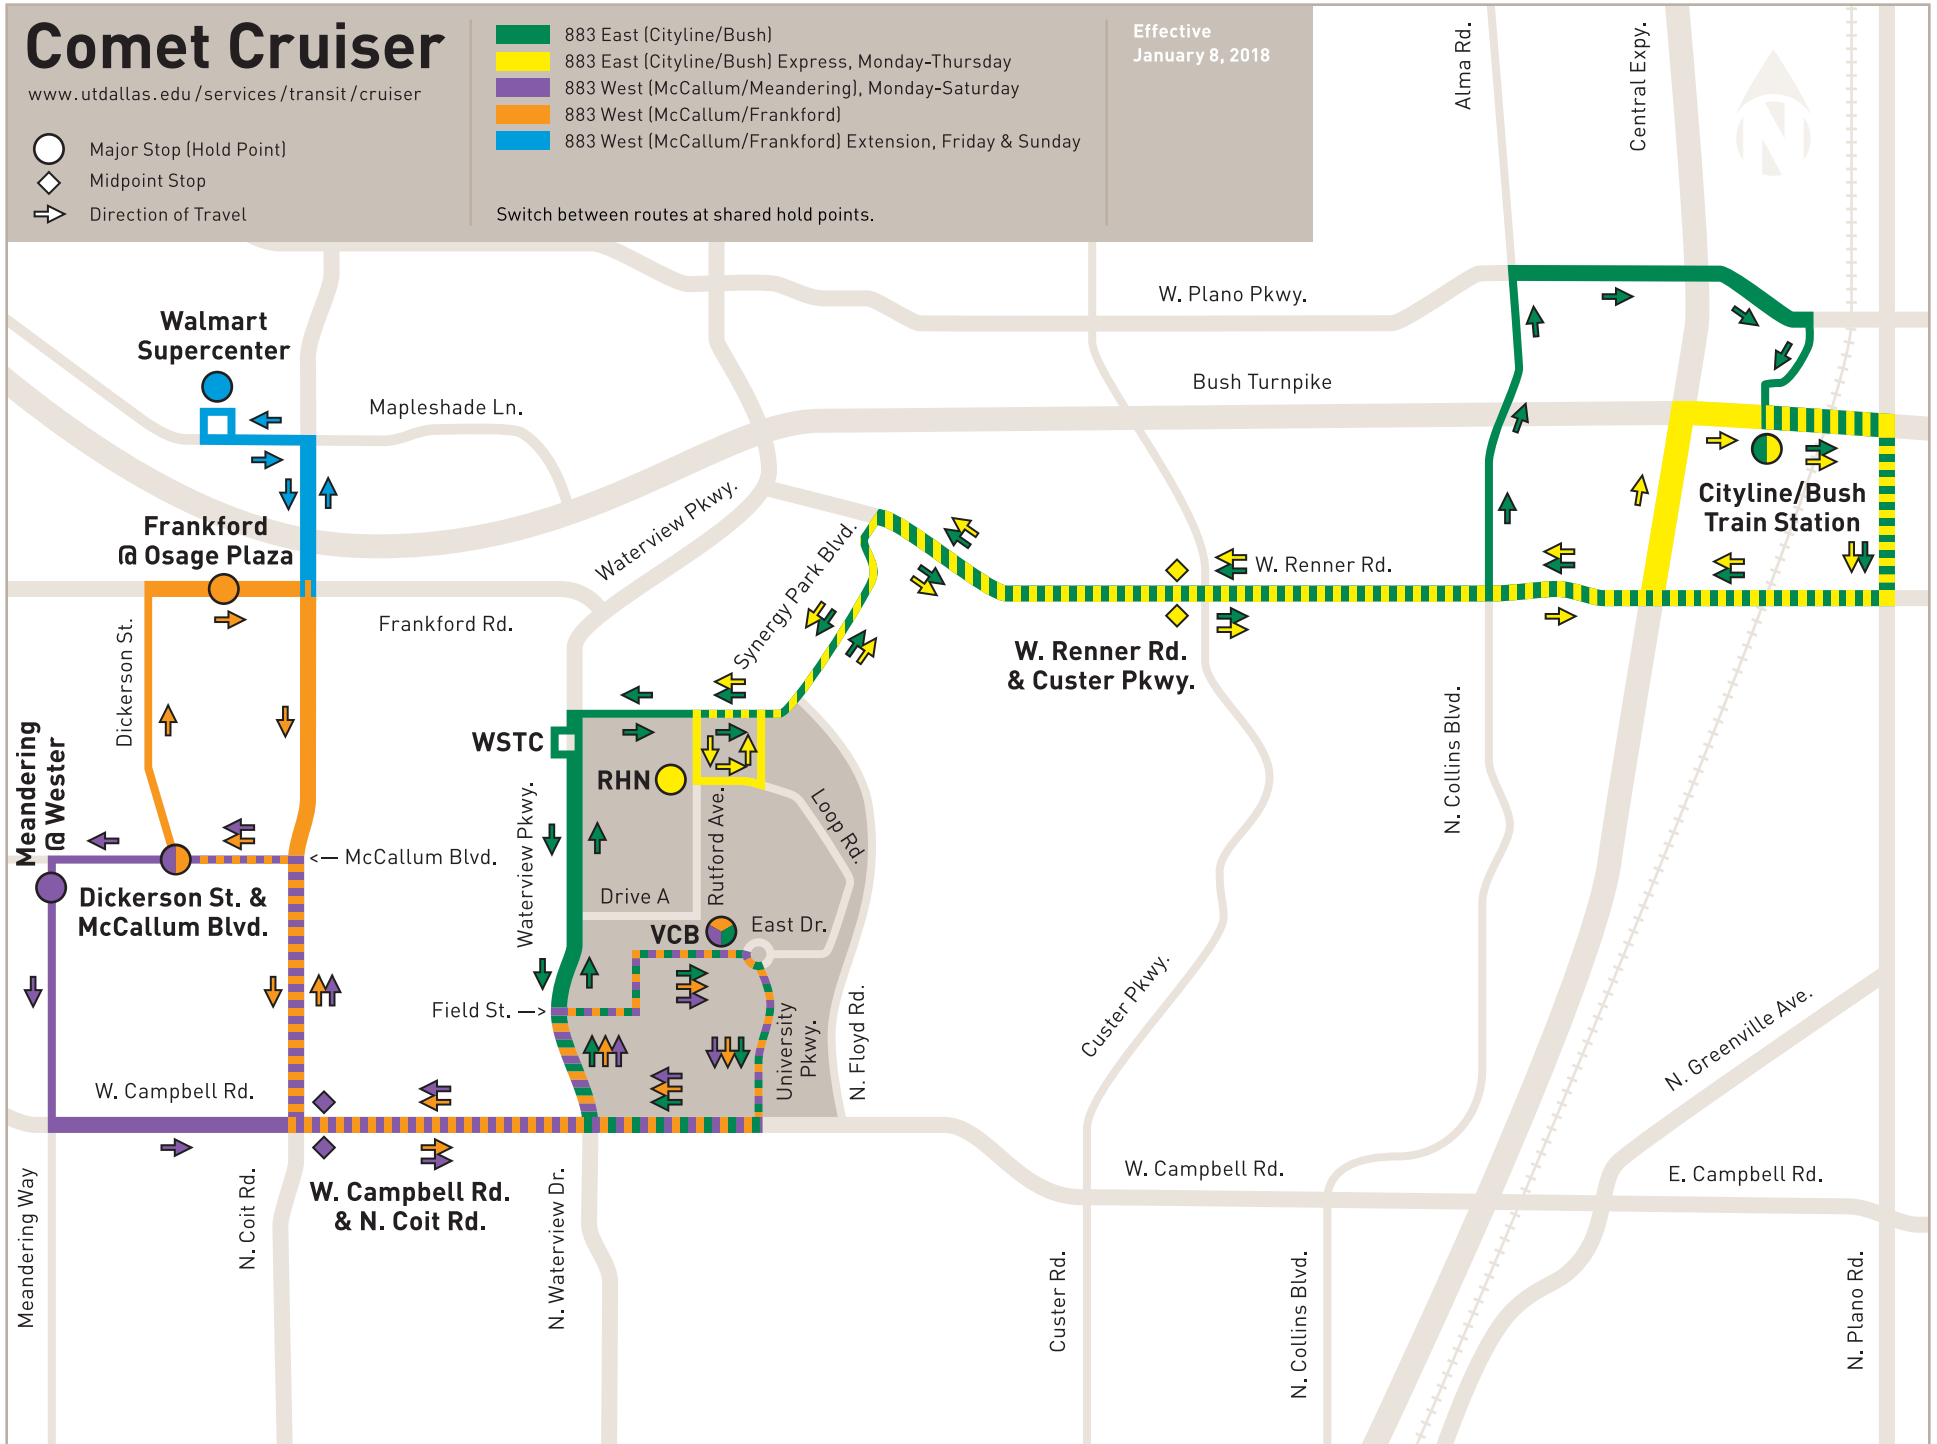 Comet Cruiser
www.utdallas.edu/services/transit/cruiser
Major Stop (Hold Point)
Midpoint Stop
Direction of Travel
883 East (Cityline/Bush)
883 East (Cityline/Bush) Express, Monday-Thursday
883 West (McCallum/Meandering), Monday-Saturday
883 West (McCallum/Frankford)
883 West (McCallum/Frankford) Extension, Friday & Sunday
Switch between routes at shared hold points.
Effective
January 8, 2018
Alma Rd.
Central Expy.
N
W. Plano Pkwy.
Walmart
Supercenter
Bush Turnpike
Mapleshade Ln.
Waterview Pkwy.
Cityline/Bush
Train Station
Frankford
@ Osage Plaza
Synergy Park Blvd.
W. Renner Rd.
Dickerson St.
Frankford Rd.
W. Renner Rd.
& Custer Pkwy.
N. Collins Blvd.
Meandering
@ Wester
WSTC
RHN
Waterview Pkwy.
Rutford Ave.
Loop Rd.
<— McCallum Blvd.
Dickerson St. &
McCallum Blvd.
Drive A
VCB
East Dr.
Field St. —>
University
Pkwy.
N. Floyd Rd.
Custer Pkwy.
N. Greenville Ave.
W. Campbell Rd.
W. Campbell Rd.
& N. Coit Rd.
W. Campbell Rd.
E. Campbell Rd.
Meandering Way
N. Coit Rd.
N. Waterview Dr.
Custer Rd.
N. Collins Blvd.
N. Plano Rd.